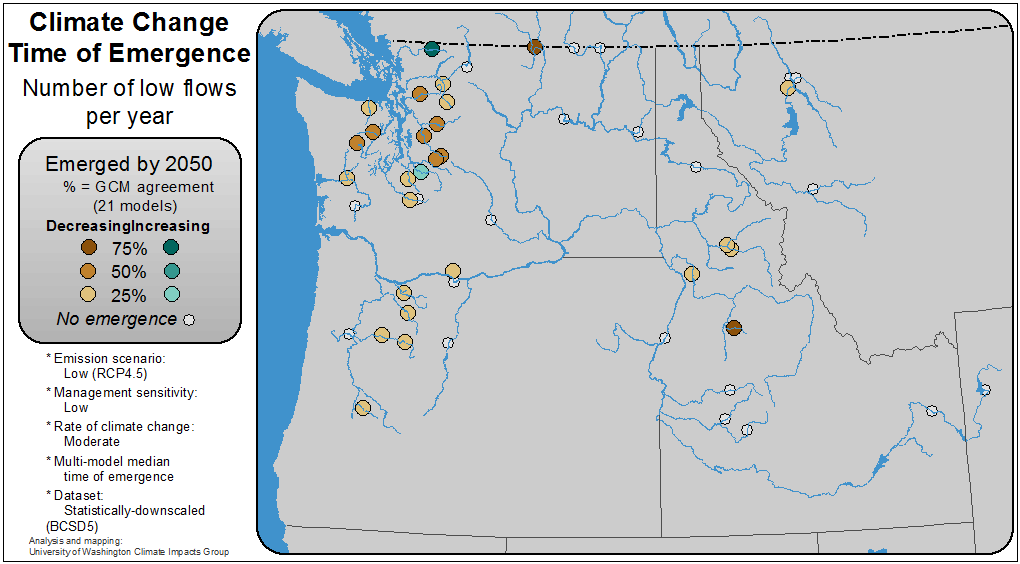 Climate Change
Time of Emergence
Number of low flows
per year
Emerged by 2050
% = GCM agreement
(21 models)
DecreasingIncreasing
75%
50%
25%
No emergence
* Emission scenario:
Low (RCP4.5)
* Management sensitivity:
Low
* Rate of climate change:
Moderate
* Multi-model median
time of emergence
* Dataset:
Statistically-downscaled
(BCSD5)
Analysis and mapping:
University of Washington Climate Impacts Group